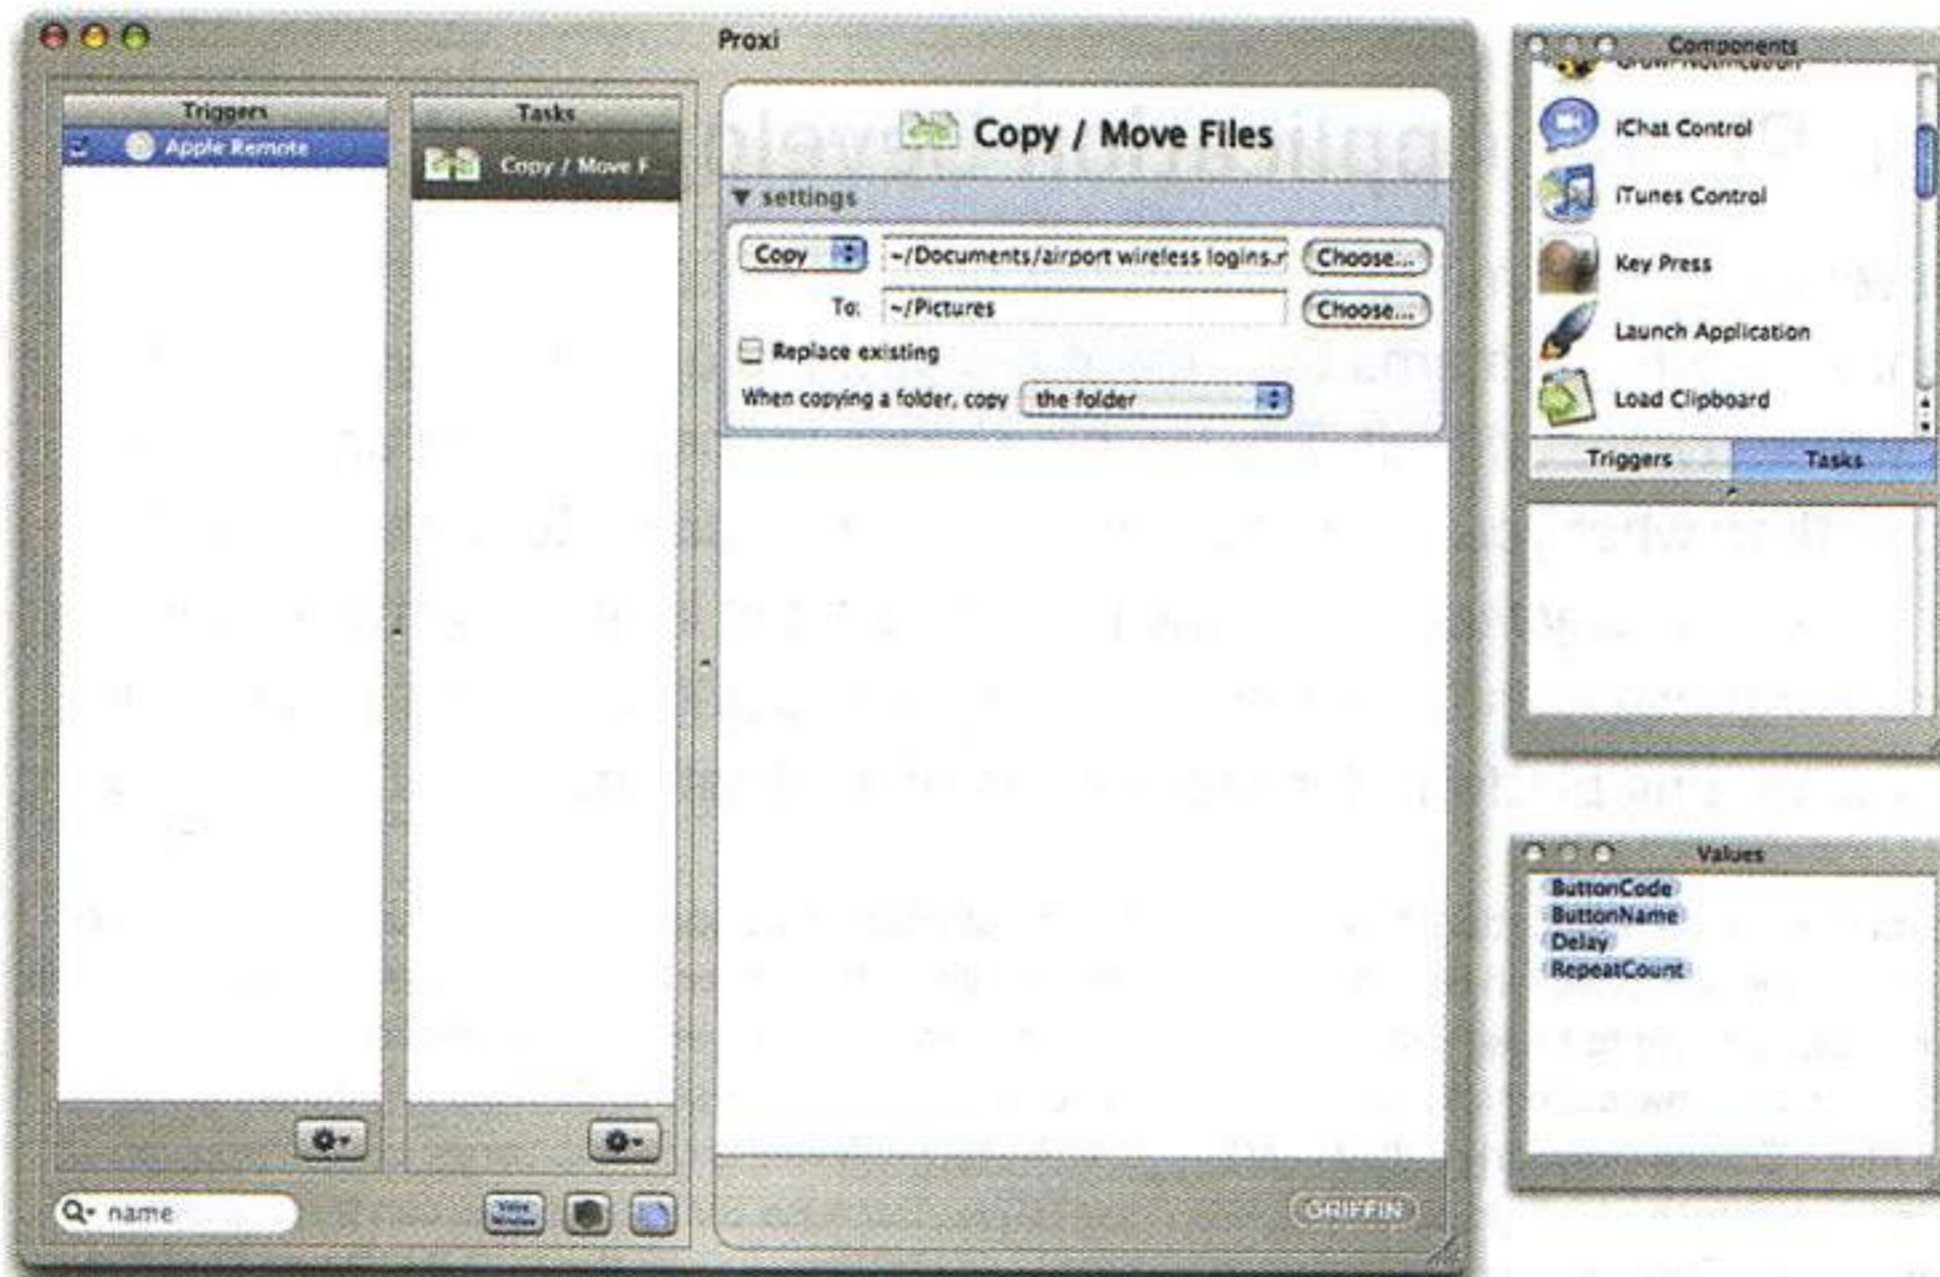 Proxi
Triggers
Apple Remote
Tasks
Copy / Move F...
Copy / Move Files
settings
Copy
~/Documents/airport wireless logins.r
Choose...
To:
~/Pictures
Choose...
Replace existing
When copying a folder, copy
the folder
name
GRIFFIN
Components
Growl Notification
iChat Control
iTunes Control
Key Press
Launch Application
Load Clipboard
Triggers
Tasks
Values
ButtonCode
ButtonName
Delay
RepeatCount